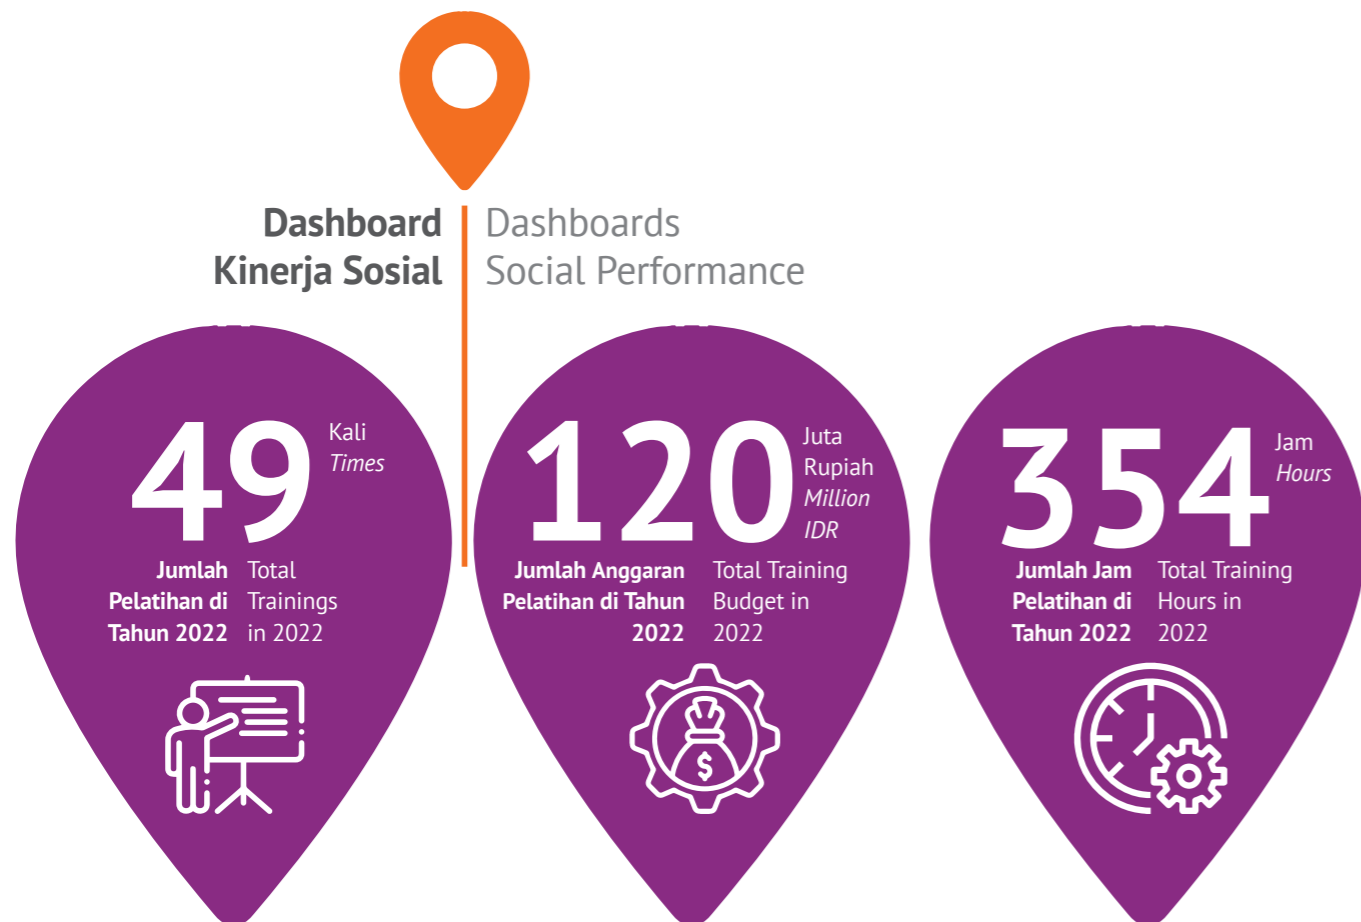 Dashboard
Kinerja Sosial
Dashboards
Social Performance
49
Kali
Times
Jumlah
Pelatihan di
Tahun 2022
Total
Trainings
in 2022
120
Juta
Rupiah
Million
IDR
Jumlah Anggaran
Pelatihan di Tahun
2022
Total Training
Budget in
2022
$
354
Jam
Hours
Jumlah Jam
Pelatihan di
Tahun 2022
Total Training
Hours in
2022